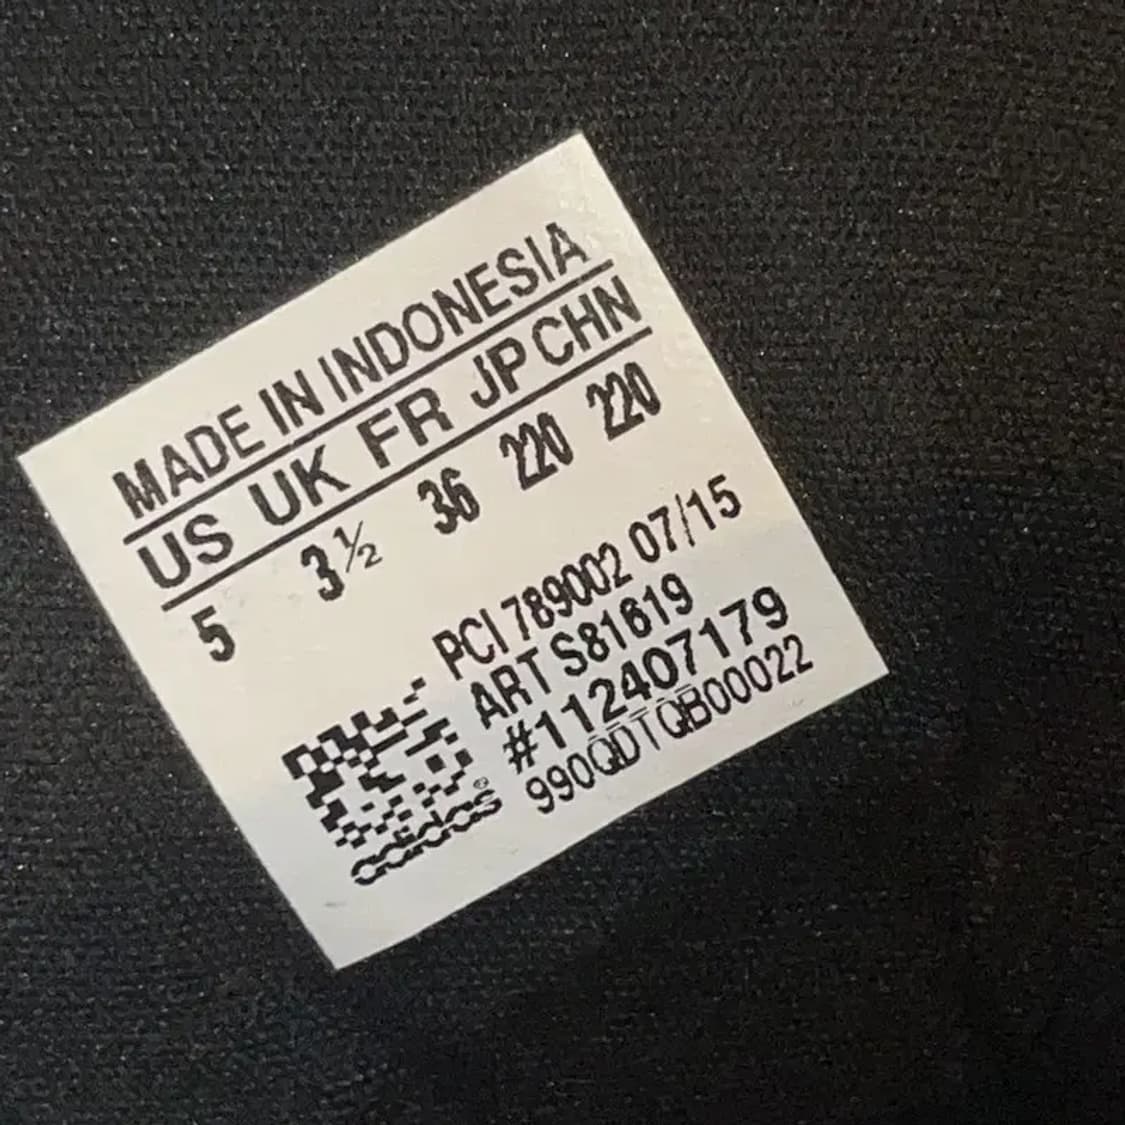 MADE IN INDONESIA
US UK FR JP CHN
5 3½ 36 220 220
PCI 789002 07/15
ART S81619
#112407179
990QDTQB00022
adidas®